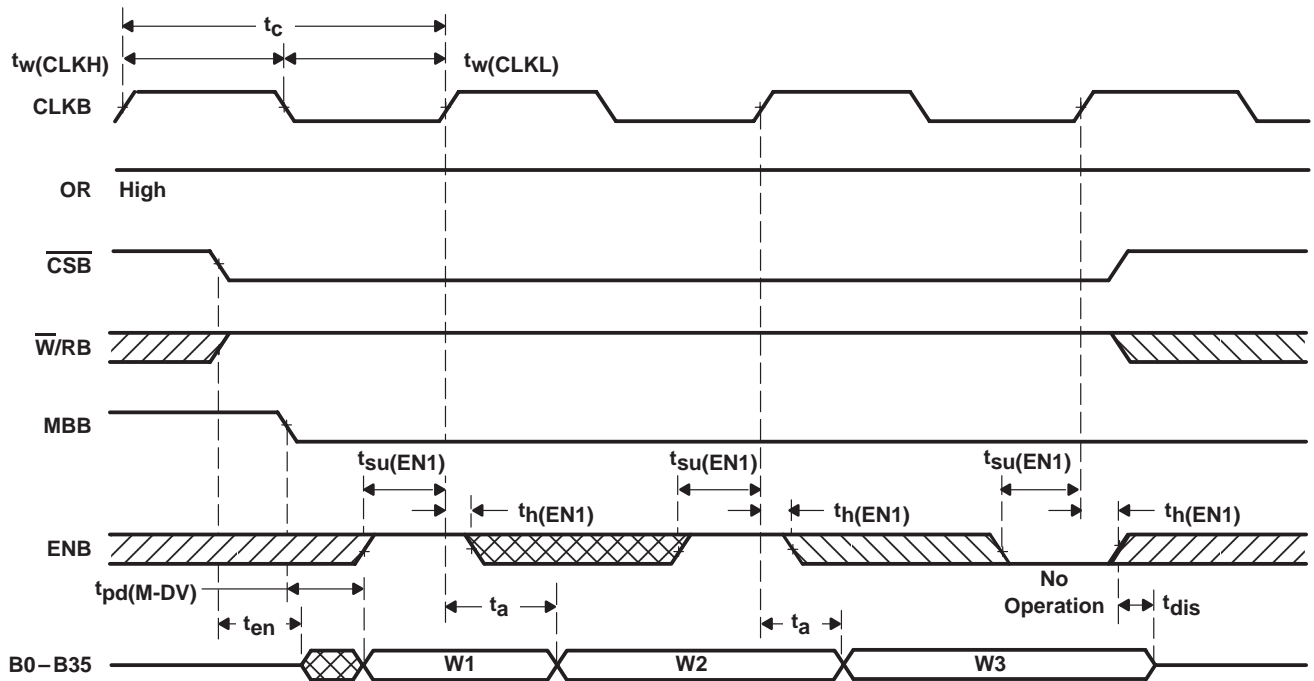 tc
tw(CLKH)
tw(CLKL)
CLKB
OR
High
CSB
W/RB
MBB
tsu(EN1)
tsu(EN1)
tsu(EN1)
th(EN1)
th(EN1)
th(EN1)
ENB
No
Operation
tpd(M-DV)
ta
tdis
ten
ta
B0–B35
W1
W2
W3